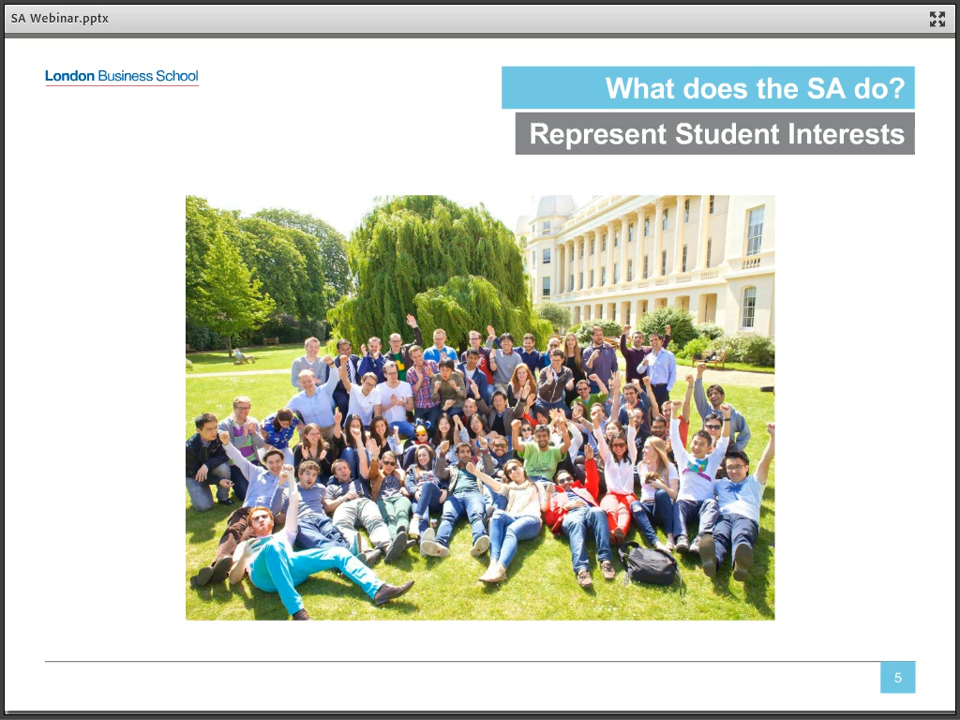 SA Webinar.pptx
London Business School
What does the SA do?
Represent Student Interests
5